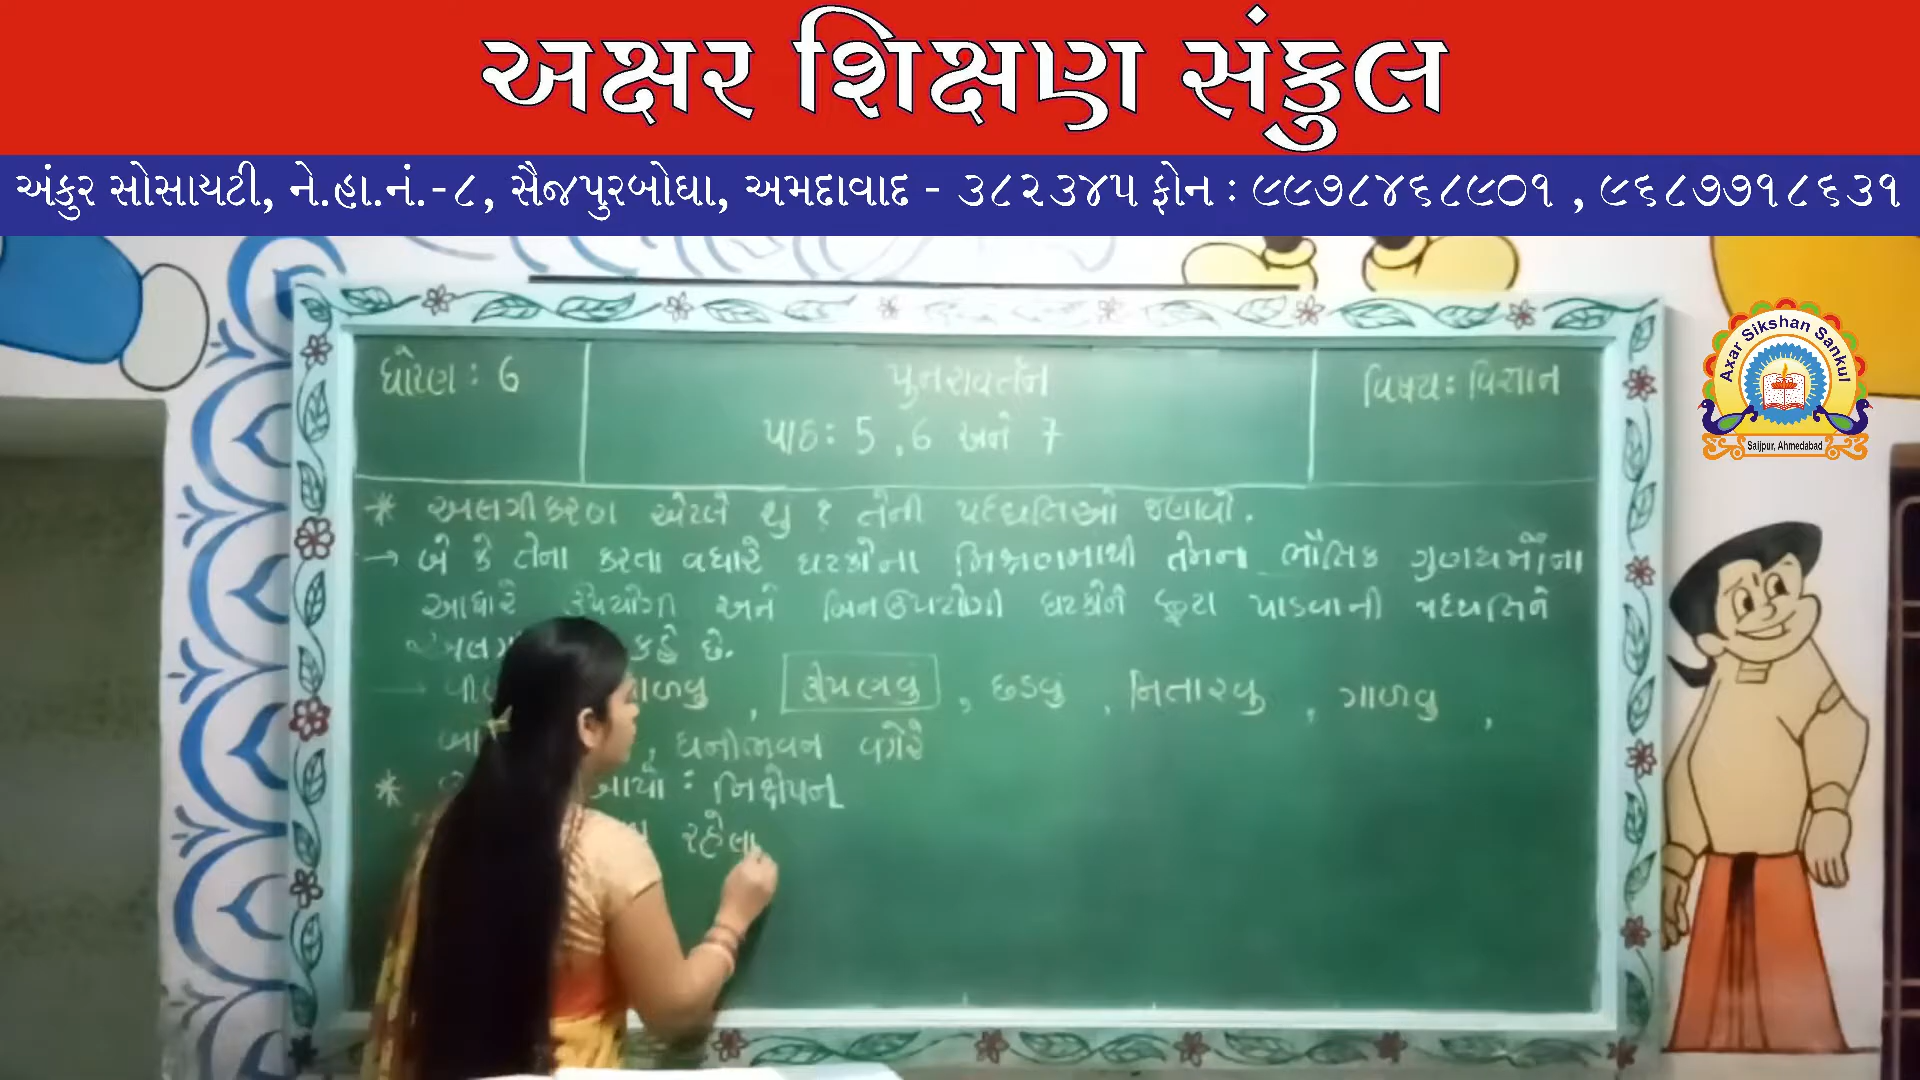 અક્ષર શિક્ષણ સંકુલ
અંકુર સોસાયટી, ને.હા.નં.-૮, સૈજપુરબોઘા, અમદાવાદ - ૩૮૨૩૪૫ ફોન : ૯૯૭૮૪૬૮૯૦૧ , ૯૬૮૭૭૧૮૬૩૧
Axar Sikshan Sankul
Saijpur, Ahmedabad
ધોરણ : 6
પુનરાવર્તન
પાઠ : 5 , 6 અને 7
વિષય : વિજ્ઞાન
* અલગીકરણ એટલે શુ ? તેની પદ્ધતિઓ જણાવો.
→ બે કે તેના કરતા વધારે ઘટકોના મિશ્રણમાથી તેમના ભૌતિક ગુણધર્મોના
આધારે ઉપયોગી અને બિનઉપયોગી ઘટકોને છુટા પાડવાની પદ્ધતિને
કહે છે.
→ , ઊપણવું , છડવું , નિતારવુ , ગાળવુ ,
, ઘનીભવન વગેરે
* : નિક્ષેપન
રહેલા